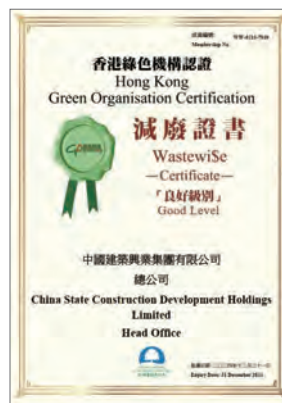 Membership No.
香港綠色機構認證
Hong Kong
Green Organisation Certification
減廢證書
Wastewi$e
—Certificate—
「良好級別」
Good Level
中國建築興業集團有限公司
總公司
China State Construction Development Holdings
Limited
Head Office
Expiry Date: 31 December